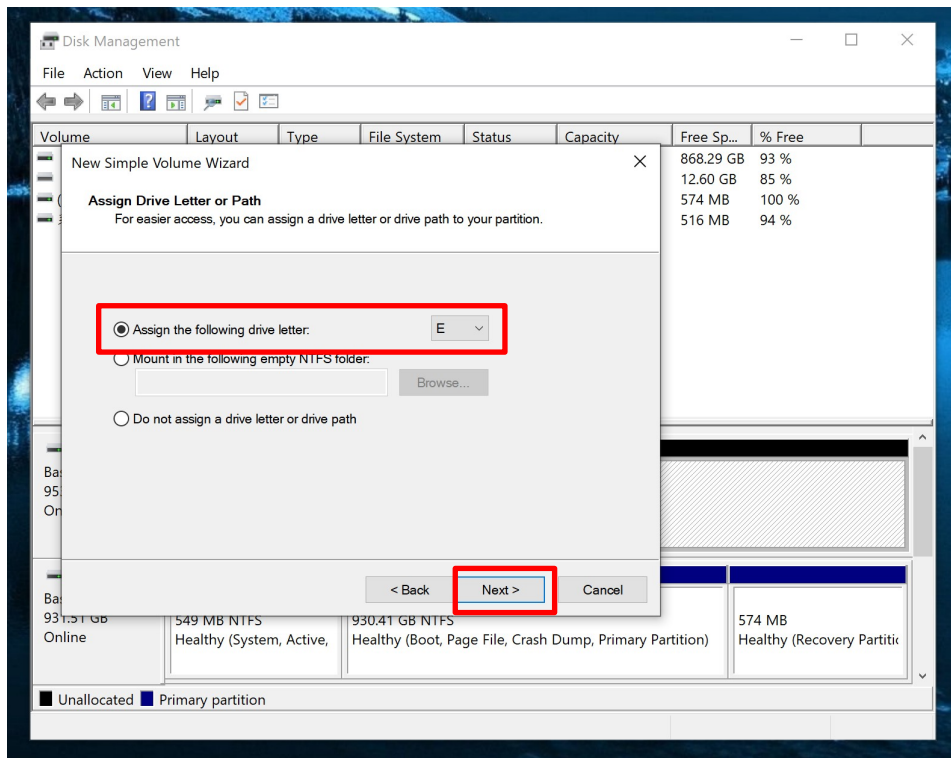 Disk Management
File Action View Help
Volume Layout Type File System Status Capacity Free Sp... % Free
868.29 GB 93 %
12.60 GB 85 %
574 MB 100 %
516 MB 94 %
New Simple Volume Wizard
Assign Drive Letter or Path
For easier access, you can assign a drive letter or drive path to your partition.
Assign the following drive letter: E
Mount in the following empty NTFS folder:
Browse...
Do not assign a drive letter or drive path
< Back Next > Cancel
Ba
95
On
Ba
931.51 GB
Online
549 MB NTFS
Healthy (System, Active,
930.41 GB NTFS
Healthy (Boot, Page File, Crash Dump, Primary Partition)
574 MB
Healthy (Recovery Partitic
Unallocated Primary partition